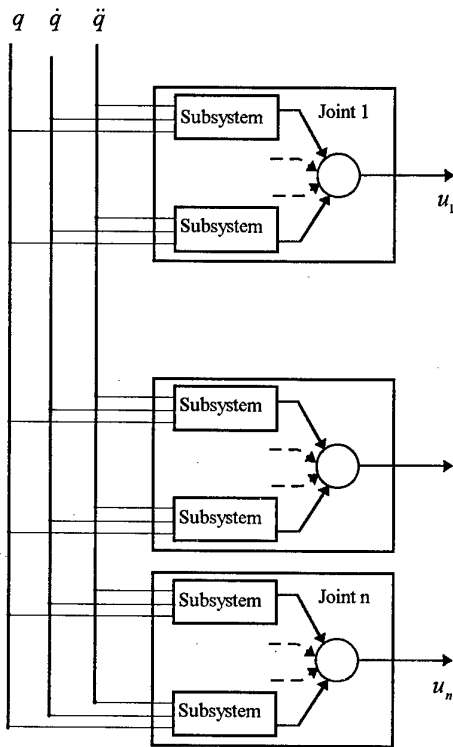 q q̇ q̈
Subsystem Joint 1
u₁
Subsystem
Subsystem
Subsystem
Subsystem Joint n
uₙ
Subsystem